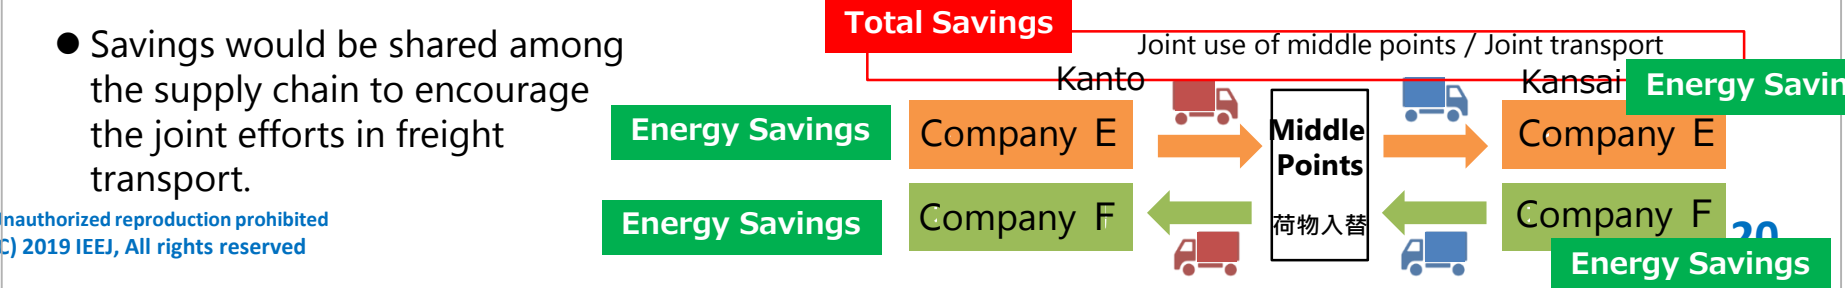 ● Savings would be shared among
the supply chain to encourage
the joint efforts in freight
transport.
Total Savings
Joint use of middle points / Joint transport
Kanto
Kansai
Energy Savin
Energy Savings
Company E
Middle
Points
荷物入替
Company E
Energy Savings
Company F
Company F
Energy Savings
nauthorized reproduction prohibited
C) 2019 IEEJ, All rights reserved
20